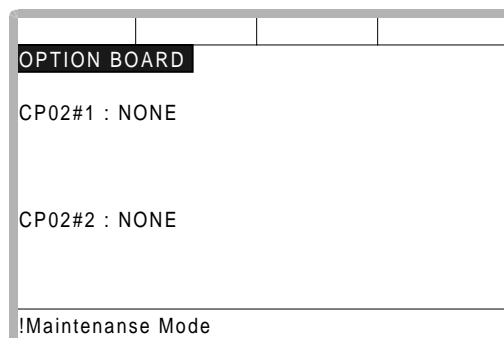 OPTION BOARD
CP02#1 : NONE
CP02#2 : NONE
!Maintenanse Mode